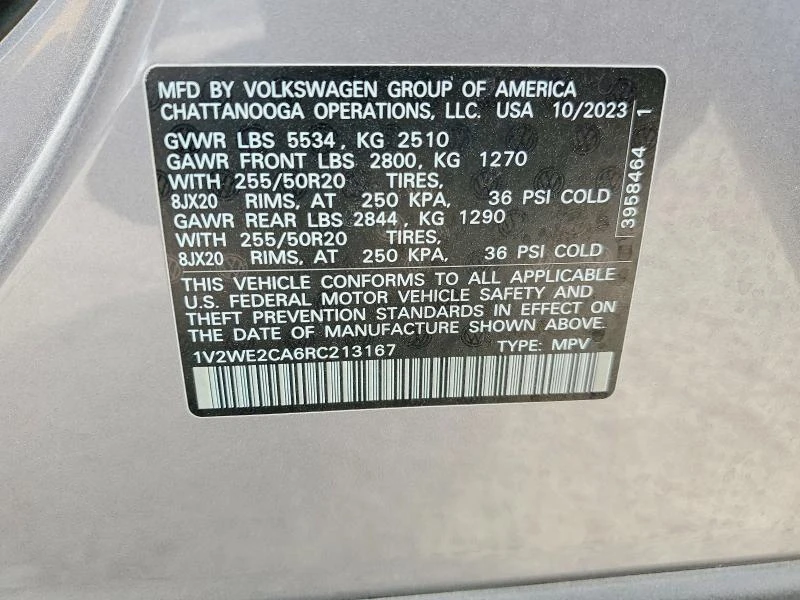 MFD BY VOLKSWAGEN GROUP OF AMERICA
CHATTANOOGA OPERATIONS, LLC. USA 10/2023
GVWR LBS 5534, KG 2510
GAWR FRONT LBS 2800, KG 1270
WITH 255/50R20 TIRES,
8JX20 RIMS, AT 250 KPA, 36 PSI COLD
GAWR REAR LBS 2844, KG 1290
WITH 255/50R20 TIRES,
8JX20 RIMS, AT 250 KPA, 36 PSI COLD
THIS VEHICLE CONFORMS TO ALL APPLICABLE
U.S. FEDERAL MOTOR VEHICLE SAFETY AND
THEFT PREVENTION STANDARDS IN EFFECT ON
THE DATE OF MANUFACTURE SHOWN ABOVE.
1V2WE2CA6RC213167 TYPE: MPV
3958464 1